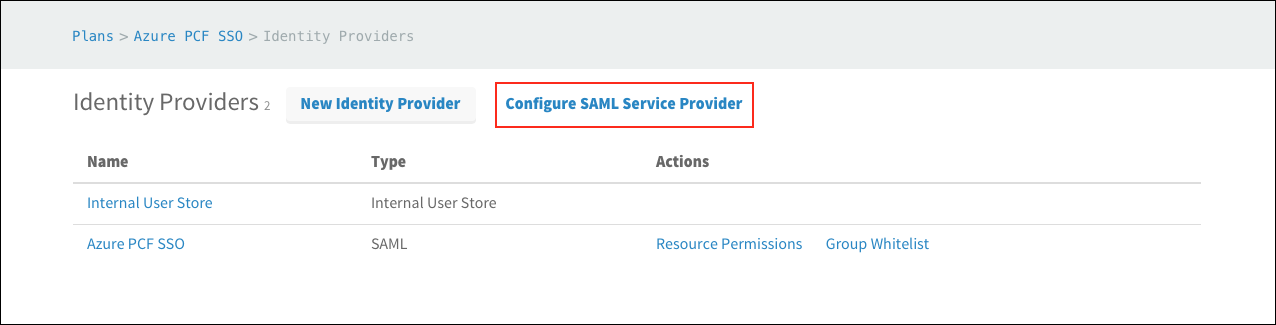 Plans > Azure PCF SSO > Identity Providers
Identity Providers 2 New Identity Provider Configure SAML Service Provider
Name Type Actions
Internal User Store Internal User Store
Azure PCF SSO SAML Resource Permissions Group Whitelist